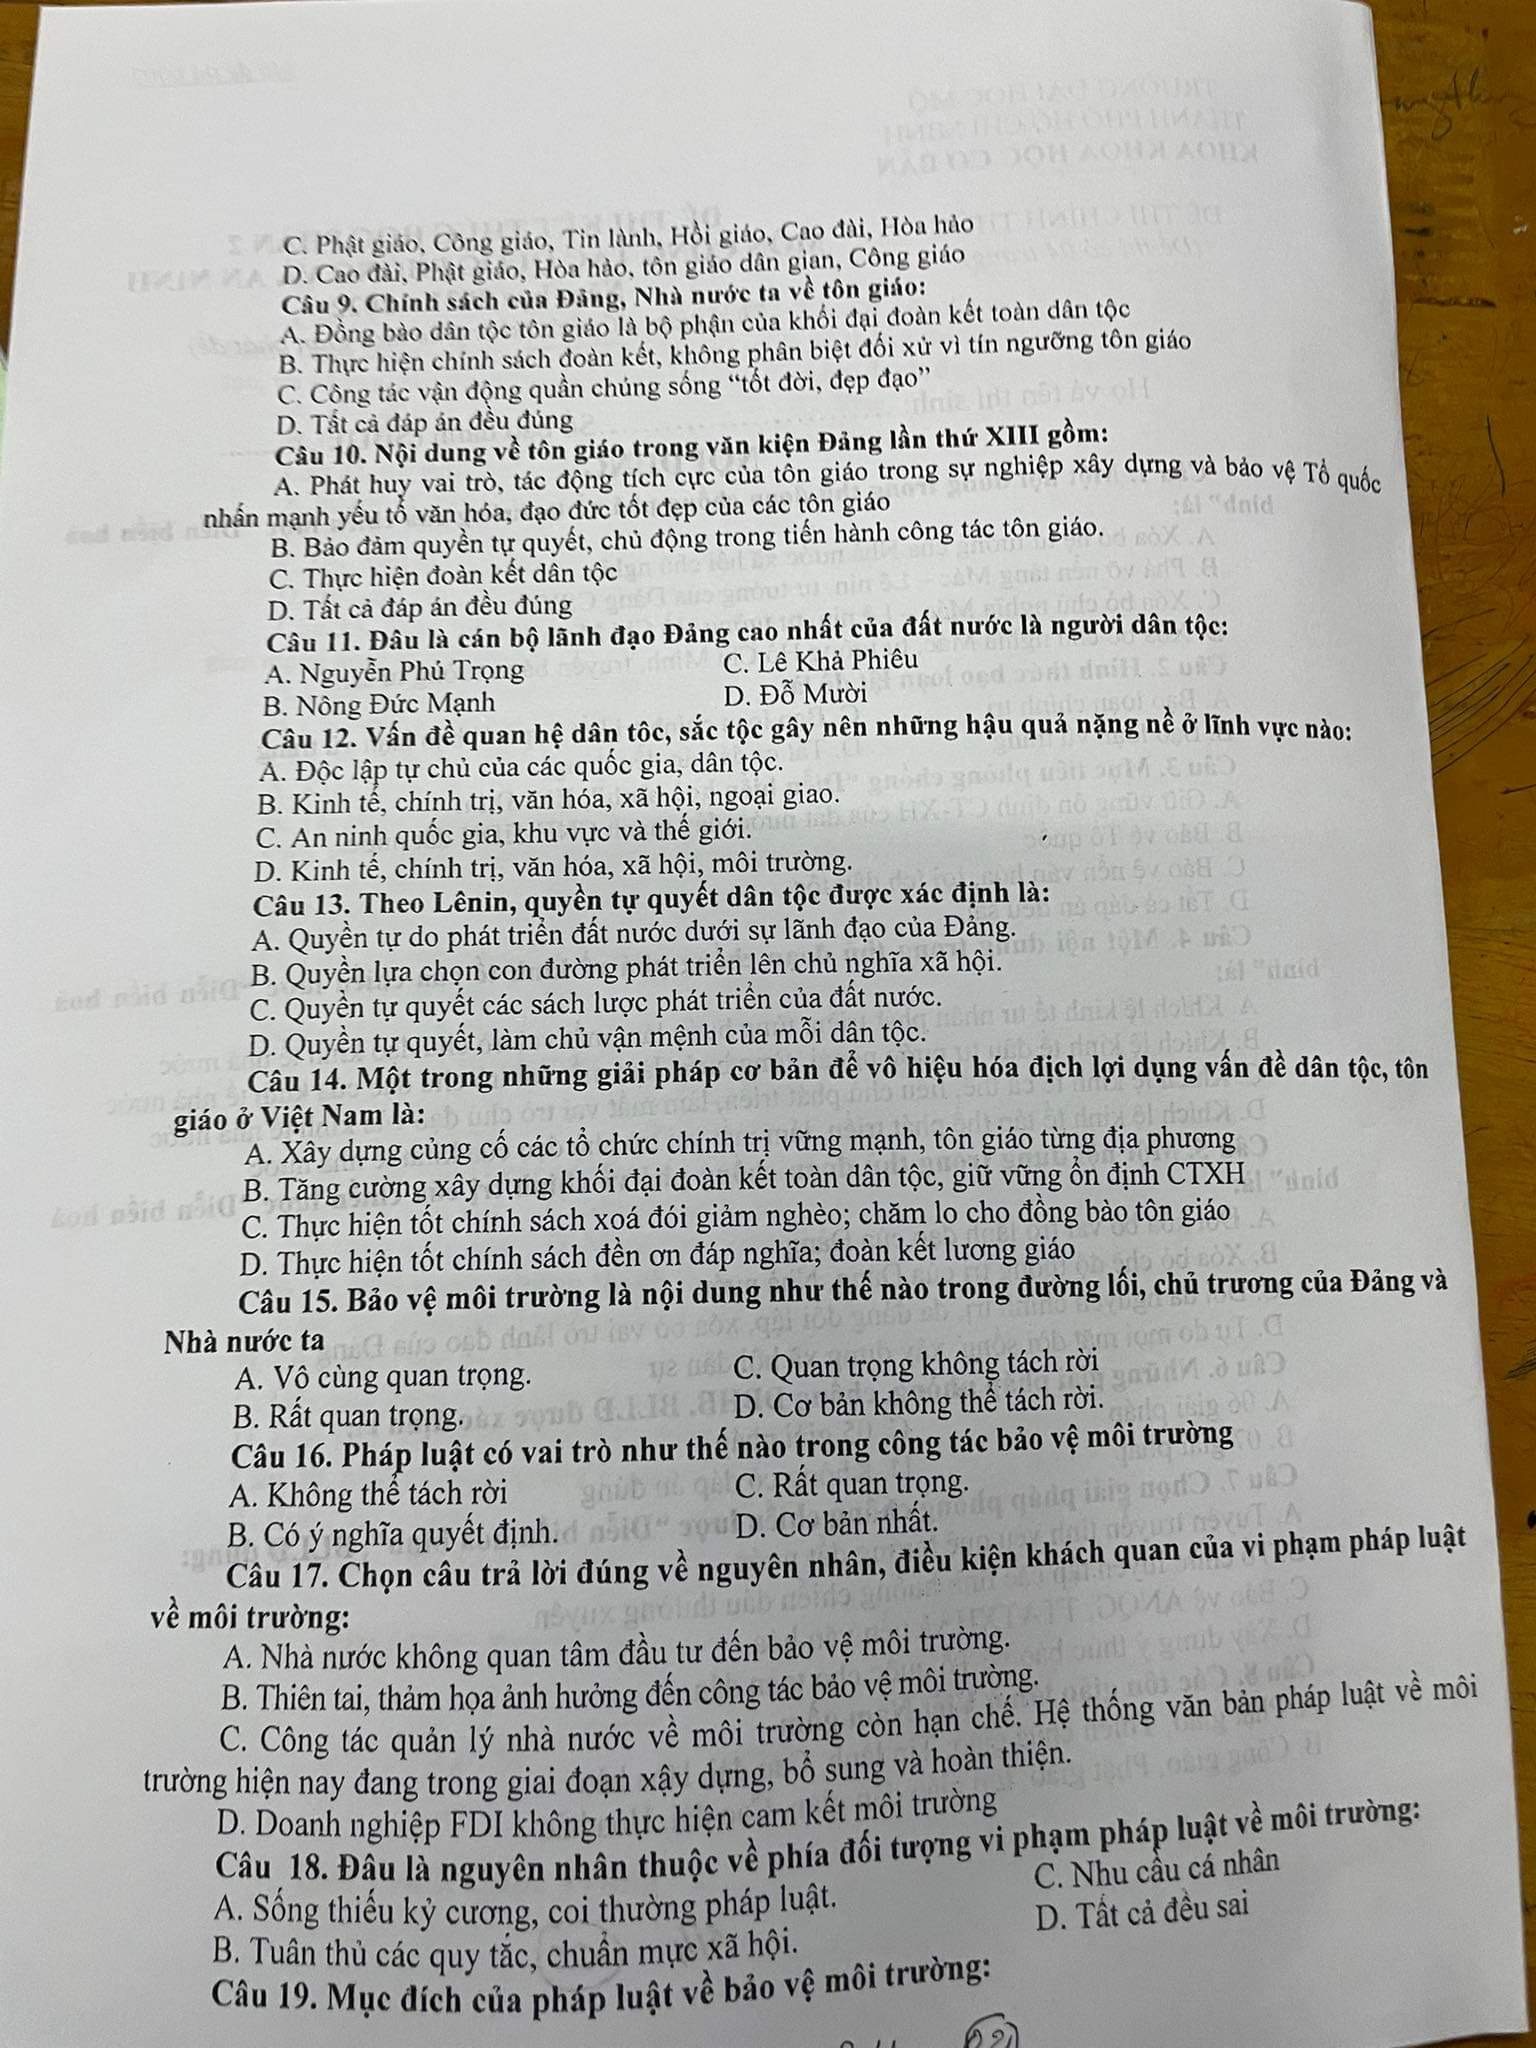 C. Phật giáo, Công giáo, Tin lành, Hồi giáo, Cao đài, Hòa hảo
D. Cao đài, Phật giáo, Hòa hảo, tôn giáo dân gian, Công giáo
Câu 9. Chính sách của Đảng, Nhà nước ta về tôn giáo:
A. Đồng bào dân tộc tôn giáo là bộ phận của khối đại đoàn kết toàn dân tộc
B. Thực hiện chính sách đoàn kết, không phân biệt đối xử vì tín ngưỡng tôn giáo
C. Công tác vận động quần chúng sống “tốt đời, đẹp đạo”
D. Tất cả đáp án đều đúng
Câu 10. Nội dung về tôn giáo trong văn kiện Đảng lần thứ XIII gồm:
A. Phát huy vai trò, tác động tích cực của tôn giáo trong sự nghiệp xây dựng và bảo vệ Tổ quốc
nhấn mạnh yếu tố văn hóa, đạo đức tốt đẹp của các tôn giáo
B. Bảo đảm quyền tự quyết, chủ động trong tiến hành công tác tôn giáo.
C. Thực hiện đoàn kết dân tộc
D. Tất cả đáp án đều đúng
Câu 11. Đâu là cán bộ lãnh đạo Đảng cao nhất của đất nước là người dân tộc:
A. Nguyễn Phú Trọng C. Lê Khả Phiêu
B. Nông Đức Mạnh D. Đỗ Mười
Câu 12. Vấn đề quan hệ dân tôc, sắc tộc gây nên những hậu quả nặng nề ở lĩnh vực nào:
A. Độc lập tự chủ của các quốc gia, dân tộc.
B. Kinh tế, chính trị, văn hóa, xã hội, ngoại giao.
C. An ninh quốc gia, khu vực và thế giới.
D. Kinh tế, chính trị, văn hóa, xã hội, môi trường.
Câu 13. Theo Lênin, quyền tự quyết dân tộc được xác định là:
A. Quyền tự do phát triển đất nước dưới sự lãnh đạo của Đảng.
B. Quyền lựa chọn con đường phát triển lên chủ nghĩa xã hội.
C. Quyền tự quyết các sách lược phát triển của đất nước.
D. Quyền tự quyết, làm chủ vận mệnh của mỗi dân tộc.
Câu 14. Một trong những giải pháp cơ bản để vô hiệu hóa địch lợi dụng vấn đề dân tộc, tôn
giáo ở Việt Nam là:
A. Xây dựng củng cố các tổ chức chính trị vững mạnh, tôn giáo từng địa phương
B. Tăng cường xây dựng khối đại đoàn kết toàn dân tộc, giữ vững ổn định CTXH
C. Thực hiện tốt chính sách xoá đói giảm nghèo; chăm lo cho đồng bào tôn giáo
D. Thực hiện tốt chính sách đền ơn đáp nghĩa; đoàn kết lương giáo
Câu 15. Bảo vệ môi trường là nội dung như thế nào trong đường lối, chủ trương của Đảng và
Nhà nước ta
A. Vô cùng quan trọng. C. Quan trọng không tách rời
B. Rất quan trọng. D. Cơ bản không thể tách rời.
Câu 16. Pháp luật có vai trò như thế nào trong công tác bảo vệ môi trường
A. Không thể tách rời C. Rất quan trọng.
B. Có ý nghĩa quyết định. D. Cơ bản nhất.
Câu 17. Chọn câu trả lời đúng về nguyên nhân, điều kiện khách quan của vi phạm pháp luật
về môi trường:
A. Nhà nước không quan tâm đầu tư đến bảo vệ môi trường.
B. Thiên tai, thảm họa ảnh hưởng đến công tác bảo vệ môi trường.
C. Công tác quản lý nhà nước về môi trường còn hạn chế. Hệ thống văn bản pháp luật về môi
trường hiện nay đang trong giai đoạn xậy dựng, bổ sung và hoàn thiện.
D. Doanh nghiệp FDI không thực hiện cam kết môi trường
Câu 18. Đâu là nguyên nhân thuộc về phía đối tượng vi phạm pháp luật về môi trường:
A. Sống thiếu kỷ cương, coi thường pháp luật. C. Nhu cầu cá nhân
B. Tuân thủ các quy tắc, chuẩn mực xã hội. D. Tất cả đều sai
Câu 19. Mục đích của pháp luật về bảo vệ môi trường: